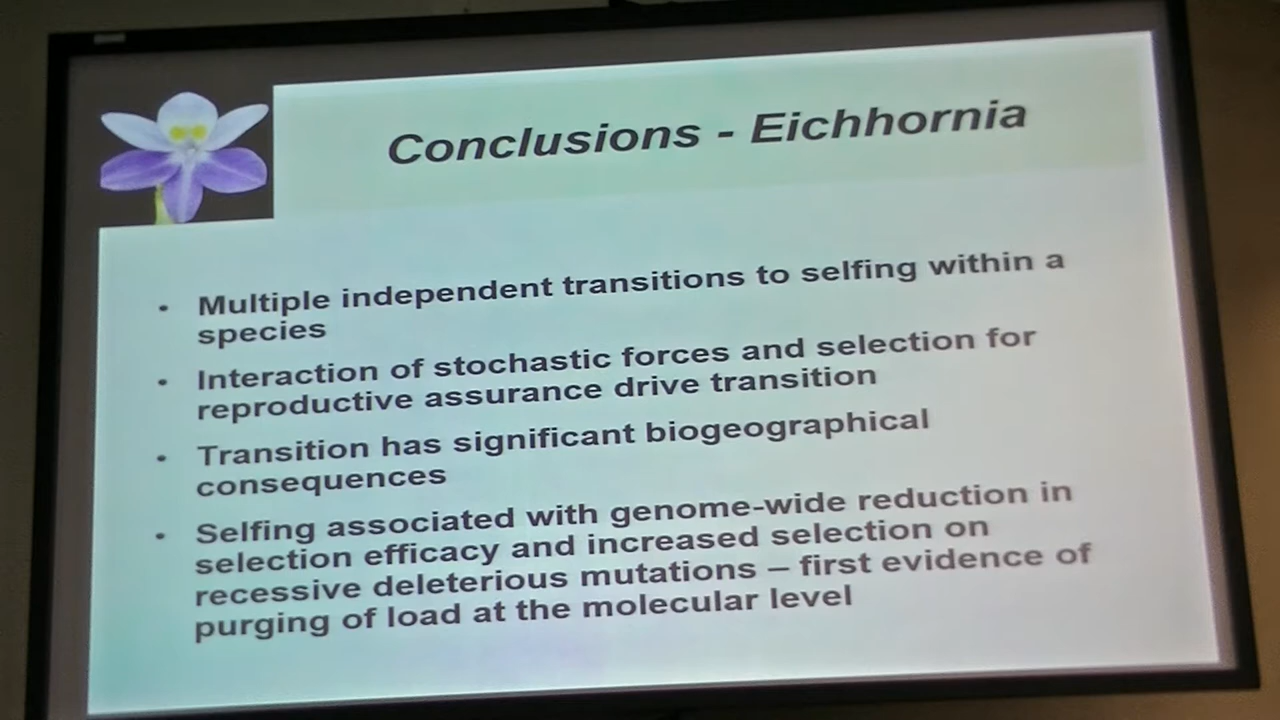 Conclusions - Eichhornia
• Multiple independent transitions to selfing within a
species
• Interaction of stochastic forces and selection for
reproductive assurance drive transition
• Transition has significant biogeographical
consequences
• Selfing associated with genome-wide reduction in
selection efficacy and increased selection on
recessive deleterious mutations – first evidence of
purging of load at the molecular level